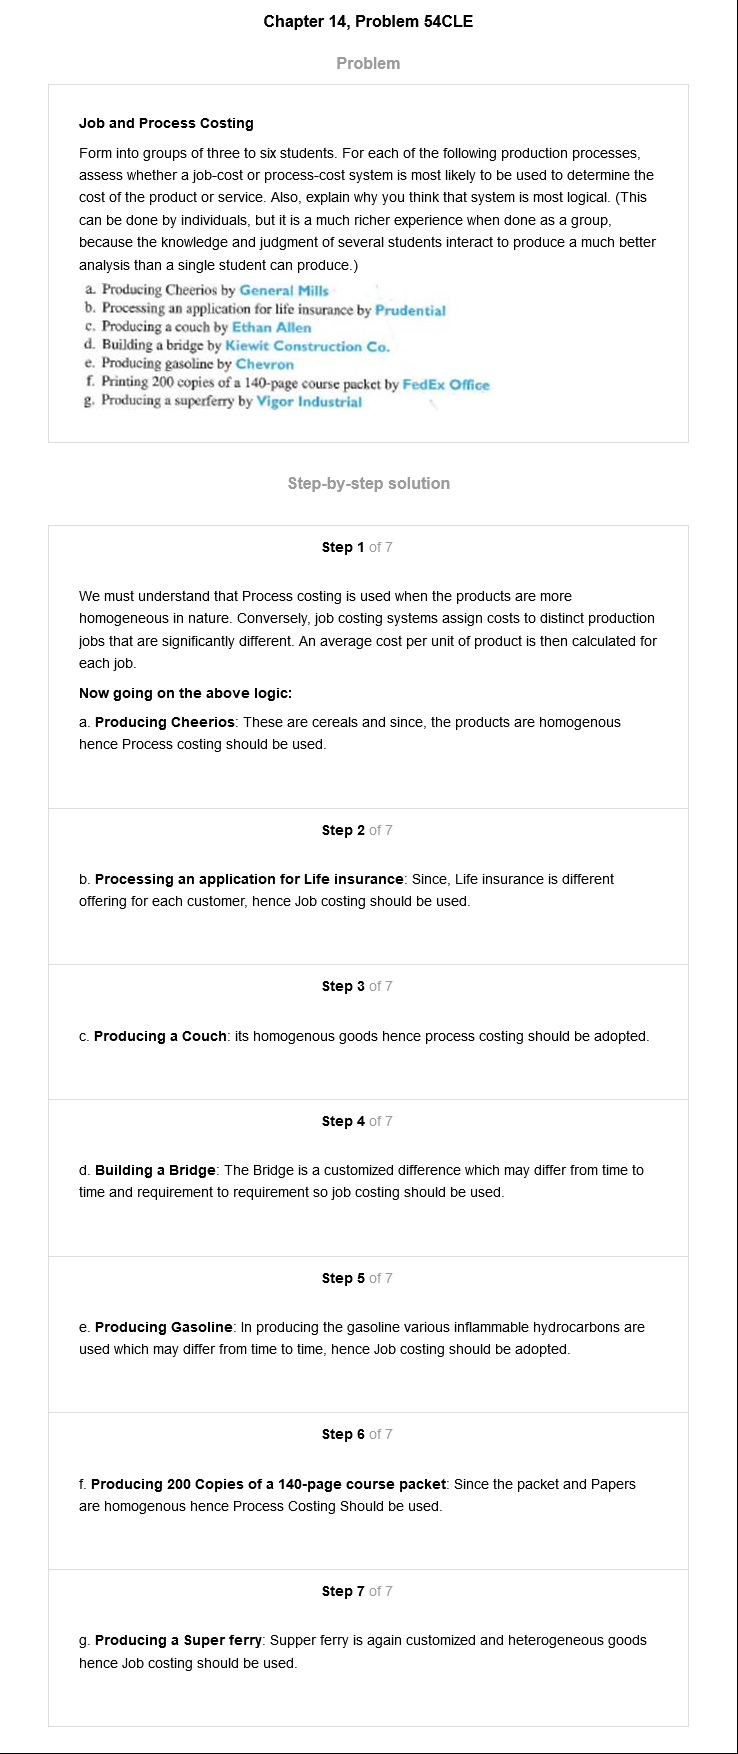 Chapter 14, Problem 54CLE
Problem
Job and Process Costing
Form into groups of three to six students. For each of the following production processes,
assess whether a job-cost or process-cost system is most likely to be used to determine the
cost of the product or service. Also, explain why you think that system is most logical. (This
can be done by individuals, but it is a much richer experience when done as a group,
because the knowledge and judgment of several students interact to produce a much better
analysis than a single student can produce.)
a. Producing Cheerios by General Mills
b. Processing an application for life insurance by Prudential
c. Producing a couch by Ethan Allen
d. Building a bridge by Kiewit Construction Co.
e. Producing gasoline by Chevron
f. Printing 200 copies of a 140-page course packet by FedEx Office
g. Producing a superferry by Vigor Industrial
Step-by-step solution
Step 1 of 7
We must understand that Process costing is used when the products are more
homogeneous in nature. Conversely, job costing systems assign costs to distinct production
jobs that are significantly different. An average cost per unit of product is then calculated for
each job.
Now going on the above logic:
a. Producing Cheerios: These are cereals and since, the products are homogenous
hence Process costing should be used.
Step 2 of 7
b. Processing an application for Life insurance: Since, Life insurance is different
offering for each customer, hence Job costing should be used.
Step 3 of 7
c. Producing a Couch: its homogenous goods hence process costing should be adopted.
Step 4 of 7
d. Building a Bridge: The Bridge is a customized difference which may differ from time to
time and requirement to requirement so job costing should be used.
Step 5 of 7
e. Producing Gasoline: In producing the gasoline various inflammable hydrocarbons are
used which may differ from time to time, hence Job costing should be adopted.
Step 6 of 7
f. Producing 200 Copies of a 140-page course packet: Since the packet and Papers
are homogenous hence Process Costing Should be used.
Step 7 of 7
g. Producing a Super ferry: Supper ferry is again customized and heterogeneous goods
hence Job costing should be used.